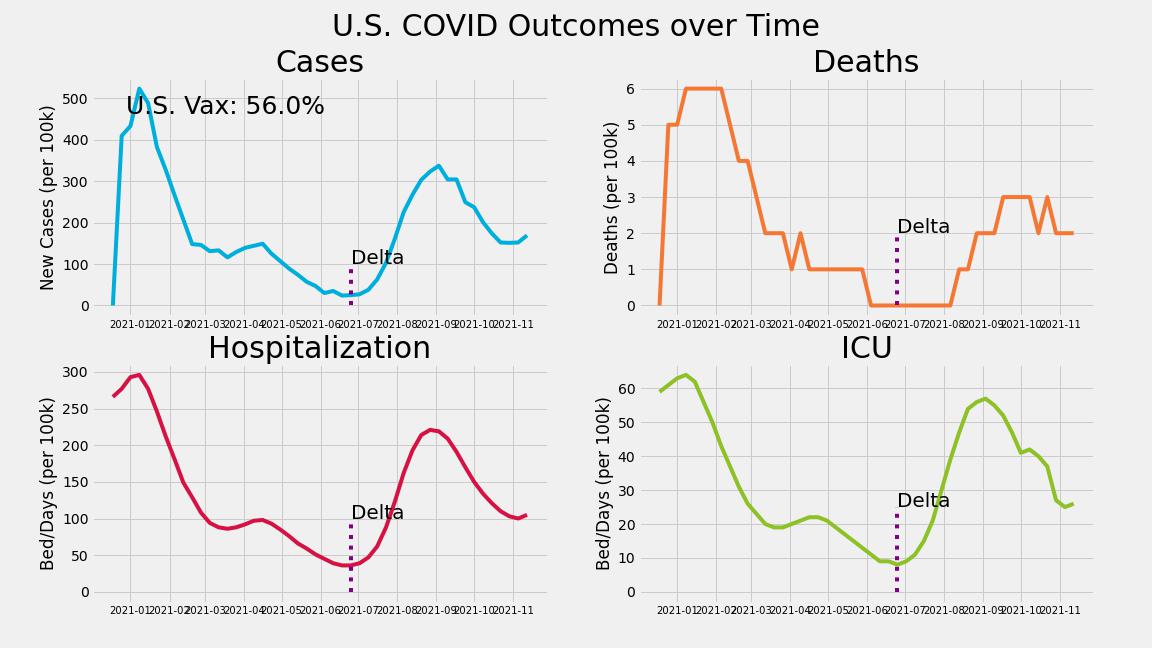 U.S. COVID Outcomes over Time
Cases
New Cases (per 100k)
500
400
300
200
100
0
U.S. Vax: 56.0%
Delta
2021-01 2021-02 2021-03 2021-04 2021-05 2021-06 2021-07 2021-08 2021-09 2021-10 2021-11
Deaths
Deaths (per 100k)
6
5
4
3
2
1
0
Delta
2021-01 2021-02 2021-03 2021-04 2021-05 2021-06 2021-07 2021-08 2021-09 2021-10 2021-11
Hospitalization
Bed/Days (per 100k)
300
250
200
150
100
50
0
Delta
2021-01 2021-02 2021-03 2021-04 2021-05 2021-06 2021-07 2021-08 2021-09 2021-10 2021-11
ICU
Bed/Days (per 100k)
60
50
40
30
20
10
0
Delta
2021-01 2021-02 2021-03 2021-04 2021-05 2021-06 2021-07 2021-08 2021-09 2021-10 2021-11